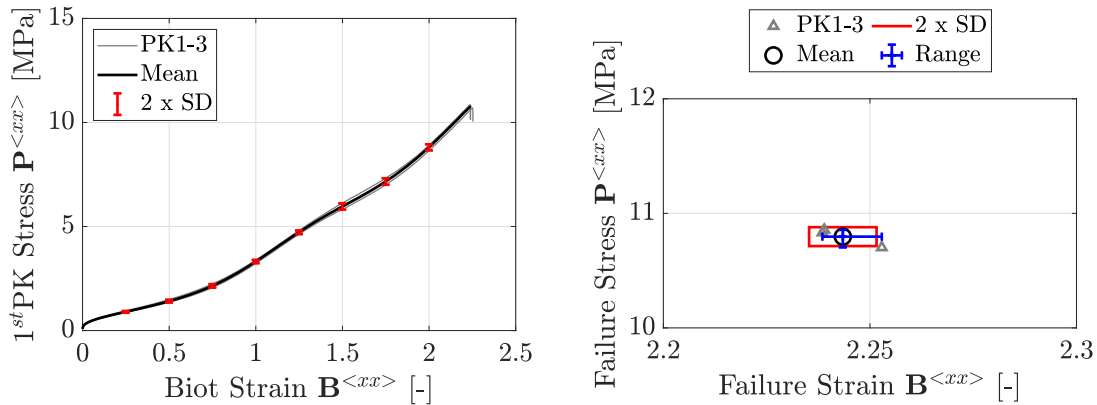 15
10
5
0
0
0.5
1
1.5
2
2.5
1stPK Stress P<xx> [MPa]
Biot Strain B<xx> [-]
PK1-3
Mean
2 x SD
PK1-3
2 x SD
Mean
Range
12
11
10
2.2
2.25
2.3
Failure Stress P<xx> [MPa]
Failure Strain B<xx> [-]